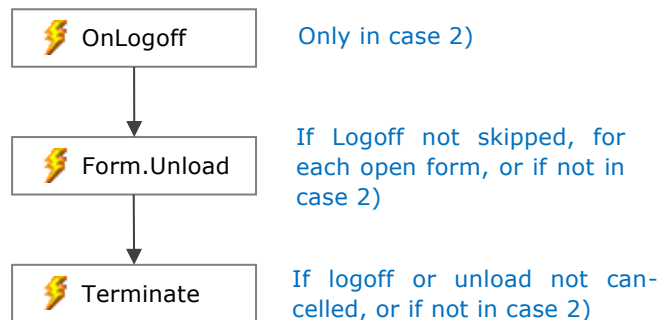 OnLogoff
Only in case 2)
Form.Unload
If Logoff not skipped, for
each open form, or if not in
case 2)
Terminate
If logoff or unload not can-
celled, or if not in case 2)